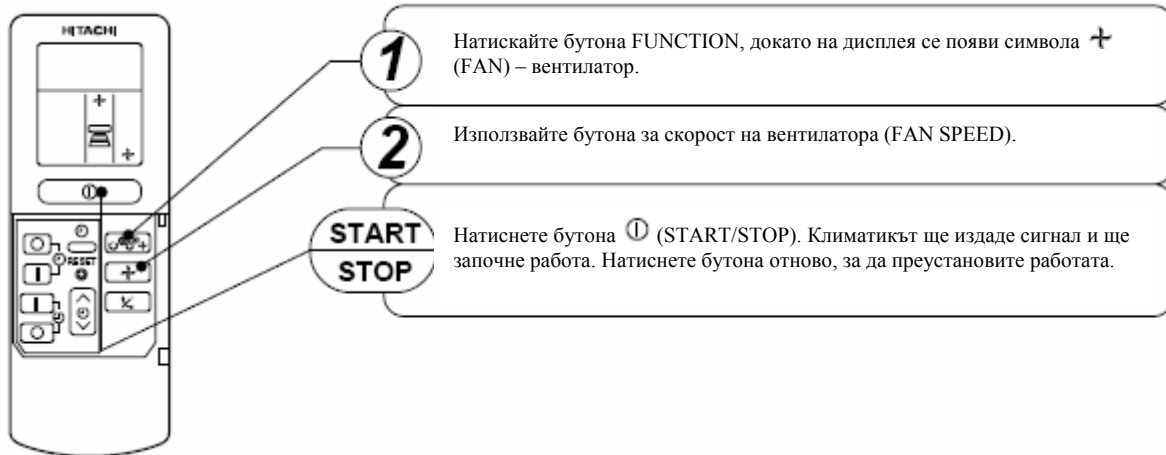 HITACHI
RESET
1
Натискайте бутона FUNCTION, докато на дисплея се появи символа
(FAN) – вентилатор.
2
Използвайте бутона за скорост на вентилатора (FAN SPEED).
START
STOP
Натиснете бутона (START/STOP). Климатикът ще издаде сигнал и ще
започне работа. Натиснете бутона отново, за да преустановите работата.